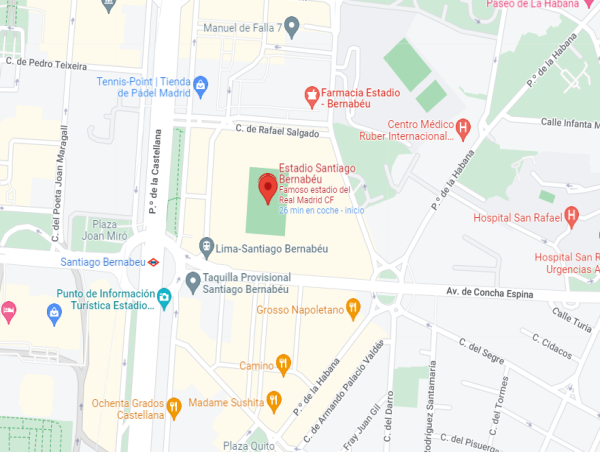 Paseo de La Habana
Manuel de Falla 7
C. de Pedro Teixeira
P.º de la Habana
Tennis-Point | Tienda
de Pádel Madrid
Farmacia Estadio
- Bernabéu
Calle Infanta M
C. de Rafael Salgado
Centro Médico
Ruber Internacional...
C. del Poeta Joan Maragall
P.º de la Castellana
Estadio Santiago
Bernabéu
Famoso estadio del
Real Madrid CF
26 min en coche - inicio
P.º de la Habana
Plaza
Joan Miró
Hospital San Rafael
Lima-Santiago Bernabéu
Santiago Bernabeu
Hospital San R
Urgencias A
Taquilla Provisional
Santiago Bernabéu
Punto de Información
Turística Estadio...
Av. de Concha Espina
Grosso Napoletano
Calle Turia
C. Cidacos
C. del Segre
Camino
P.º de la Habana
C. de Armando Palacio Valdés
Ochenta Grados
Castellana
Madame Sushita
Fray Juan Gil
C. del Darro
Rodríguez Santamaría
C. del Tormes
Plaza Quito
C. del Pisuerga